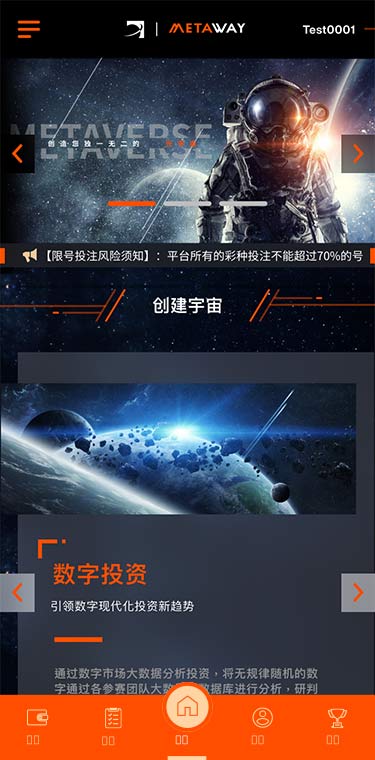 METAWAY
Test0001
METAVERSE
创造您独一无二的
【限号投注风险须知】：平台所有的彩种投注不能超过70%的号
创建宇宙
数字投资
引领数字现代化投资新趋势
通过数字市场大数据分析投资，将无规律随机的数
字通过各参赛团队大数 数据库进行分析，研判